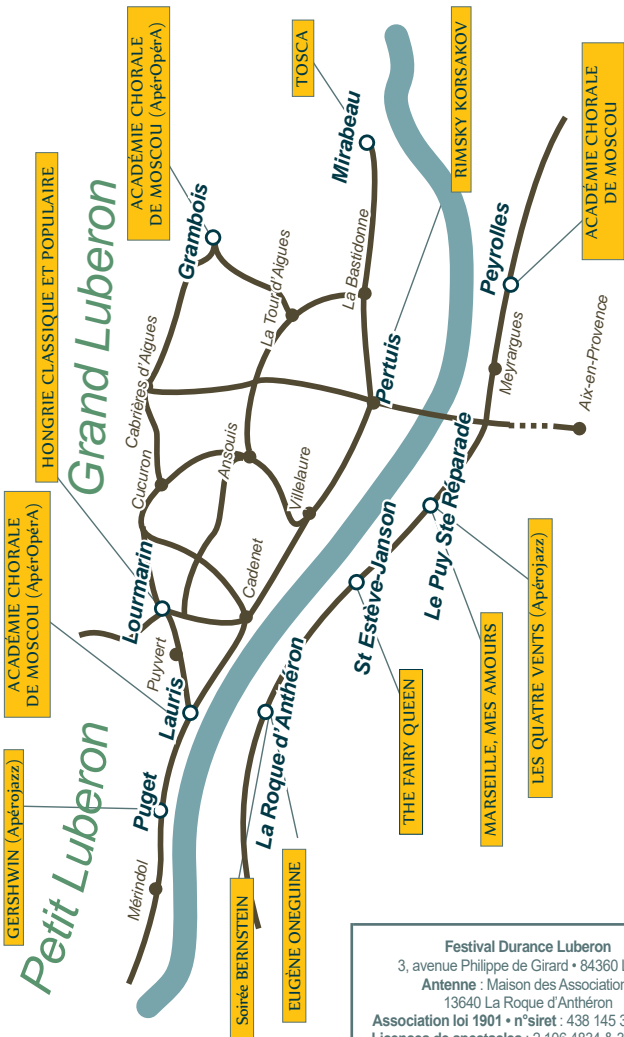 GERSHWIN (Apérojazz)
ACADÉMIE CHORALE
DE MOSCOU (ApérOpérA)
HONGRIE CLASSIQUE ET POPULAIRE
ACADÉMIE CHORALE
DE MOSCOU (ApérOpérA)
TOSCA
Petit Luberon
Grand Luberon
Mérindol
Puget
Lauris
Puyvert
Lourmarin
Cadenet
Cucuron
Cabrières d'Aigues
Ansouis
Villelaure
Grambois
La Tour d'Aigues
La Bastidonne
Mirabeau
Pertuis
RIMSKY KORSAKOV
La Roque d'Anthéron
St Estève-Janson
Le Puy Ste Réparade
Meyrargues
Peyrolles
Aix-en-Provence
Soirée BERNSTEIN
EUGÈNE ONEGUINE
THE FAIRY QUEEN
MARSEILLE, MES AMOURS
LES QUATRE VENTS (Apérojazz)
ACADÉMIE CHORALE
DE MOSCOU
Festival Durance Luberon
3, avenue Philippe de Girard • 84360 L
Antenne : Maison des Association
13640 La Roque d'Anthéron
Association loi 1901 • n°siret : 438 145 3